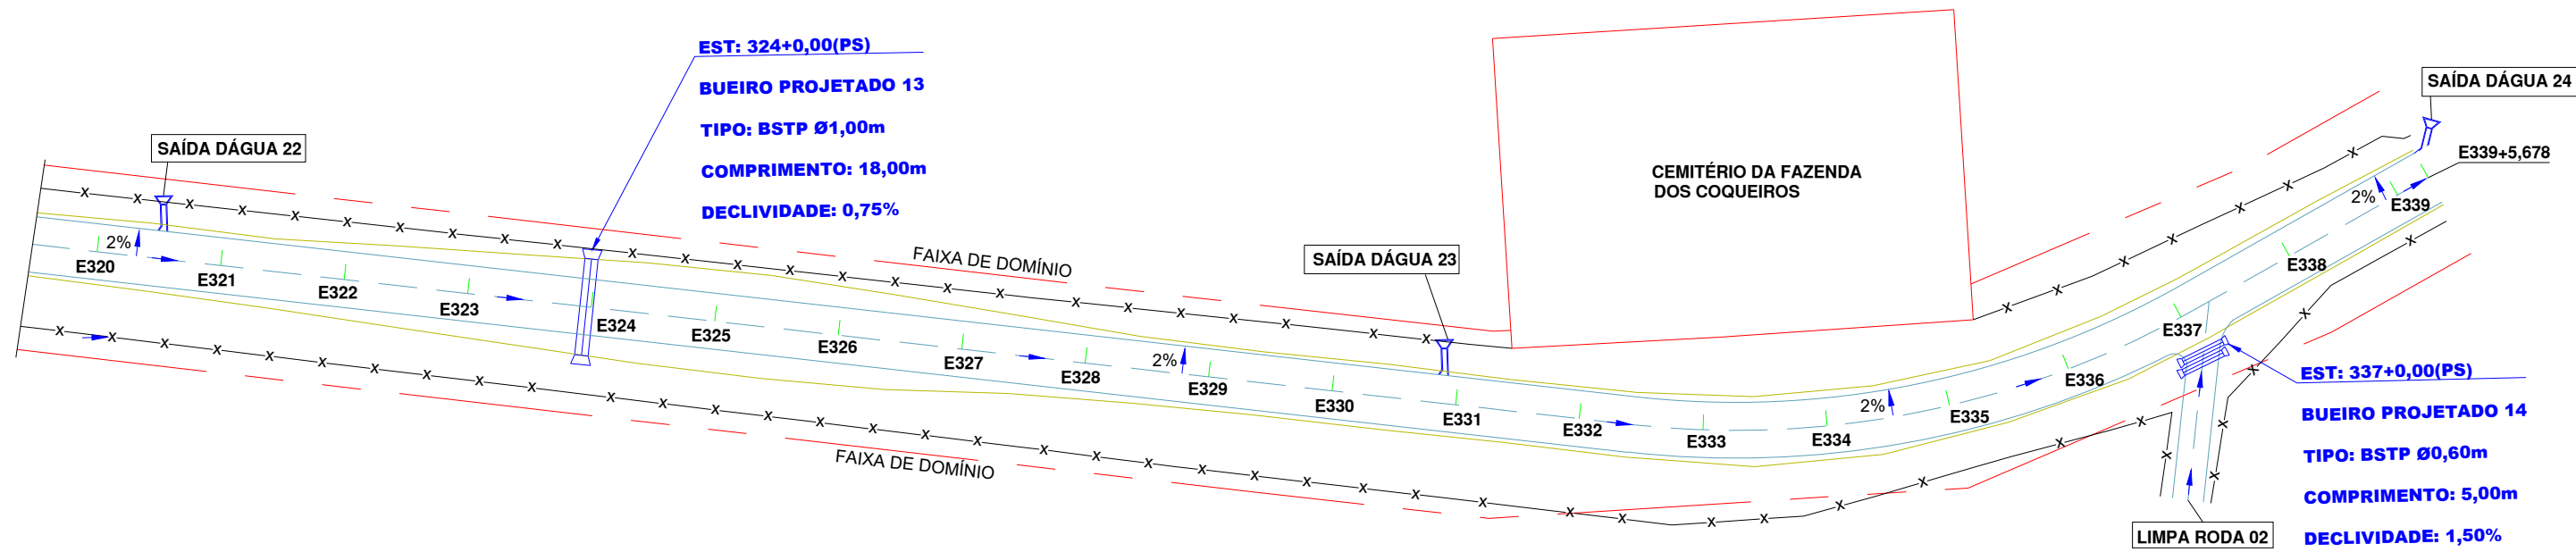 EST: 324+0,00(PS)
BUEIRO PROJETADO 13
TIPO: BSTP Ø1,00m
COMPRIMENTO: 18,00m
DECLIVIDADE: 0,75%
SAÍDA DÁGUA 22
SAÍDA DÁGUA 23
SAÍDA DÁGUA 24
E339+5,678
CEMITÉRIO DA FAZENDA
DOS COQUEIROS
FAIXA DE DOMÍNIO
FAIXA DE DOMÍNIO
2%
2%
2%
2%
E320
E321
E322
E323
E324
E325
E326
E327
E328
E329
E330
E331
E332
E333
E334
E335
E336
E337
E338
E339
EST: 337+0,00(PS)
BUEIRO PROJETADO 14
TIPO: BSTP Ø0,60m
COMPRIMENTO: 5,00m
DECLIVIDADE: 1,50%
LIMPA RODA 02